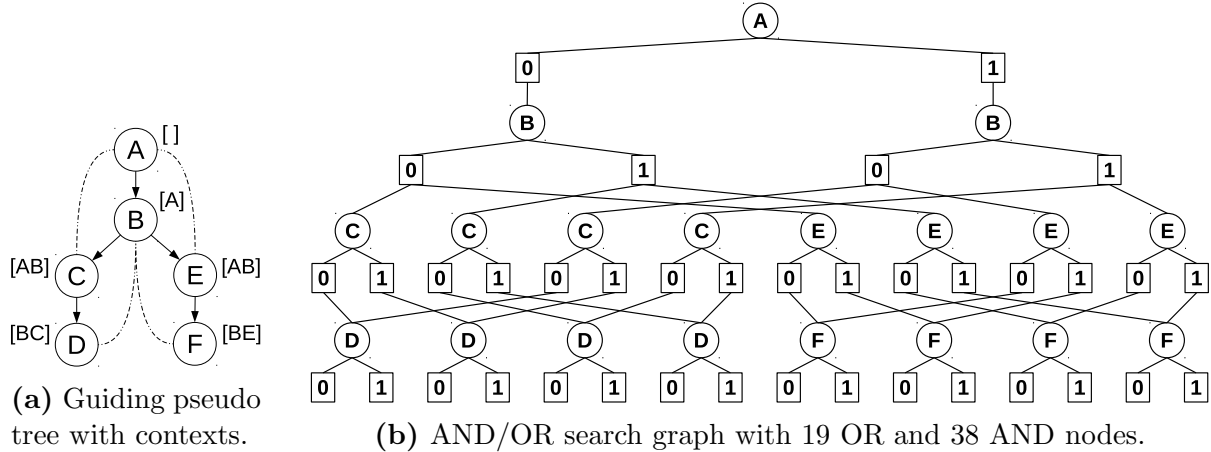 A
0 1
B B
0 1 0 1
C C C C E E E E
0 1 0 1 0 1 0 1 0 1 0 1 0 1 0 1
D D D D F F F F
0 1 0 1 0 1 0 1 0 1 0 1 0 1 0 1
A [ ]
B [A]
[AB] C E [AB]
[BC] D F [BE]
(a) Guiding pseudo
tree with contexts.
(b) AND/OR search graph with 19 OR and 38 AND nodes.